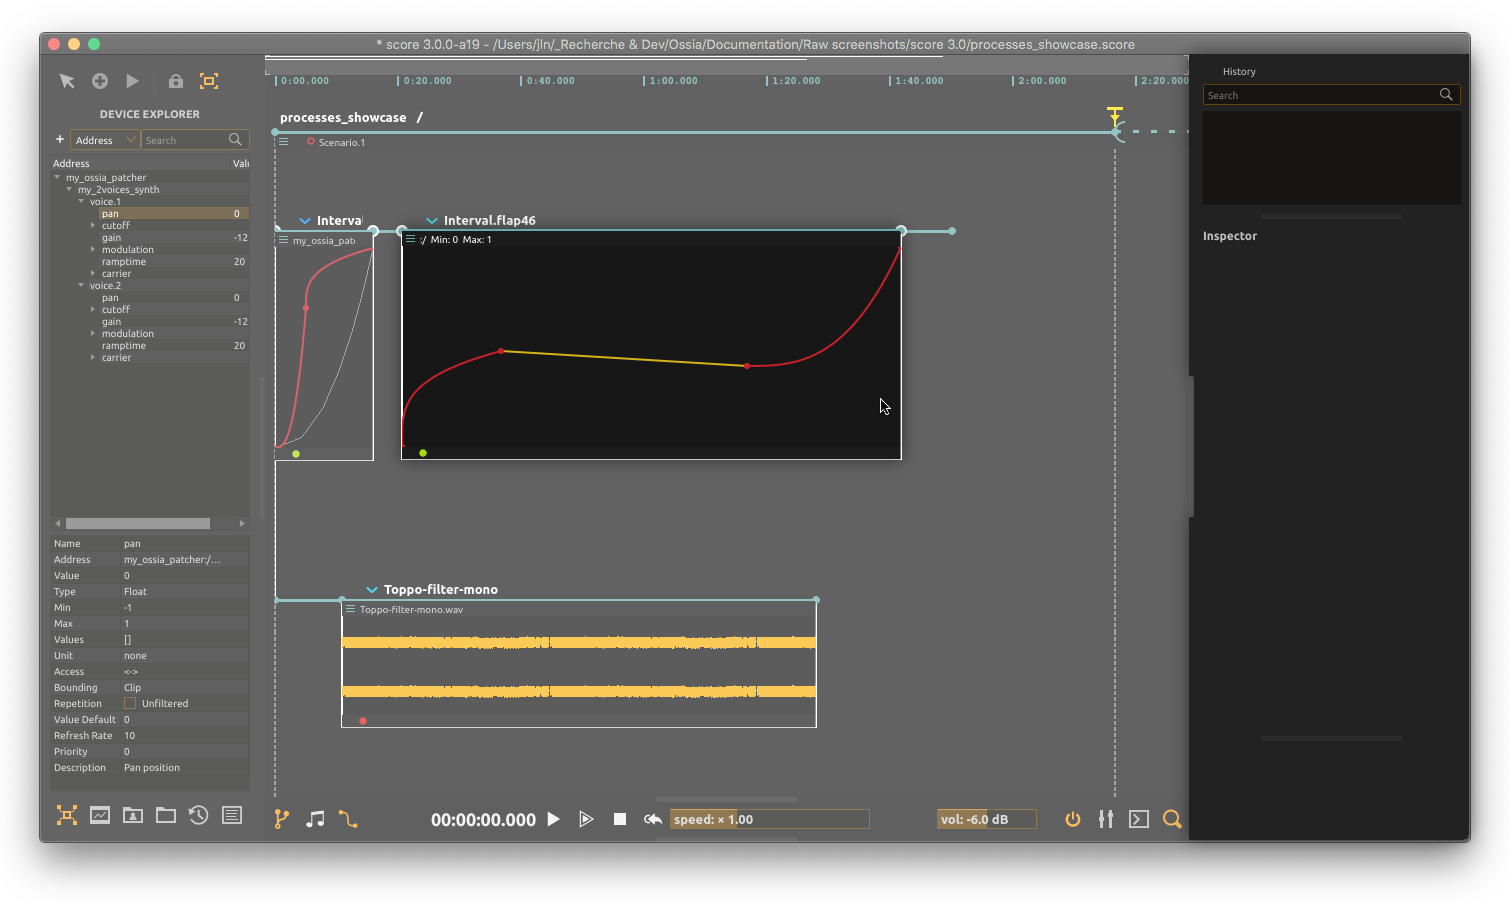 * score 3.0.0-a19 - /Users/jln/_Recherche & Dev/Ossia/Documentation/Raw screenshots/score 3.0/processes_showcase.score
DEVICE EXPLORER
+ Address Search
Address Valu
my_ossia_patcher
my_2voices_synth
voice.1
pan 0
cutoff
gain -12
modulation
ramptime 20
carrier
voice.2
pan 0
cutoff
gain -12
modulation
ramptime 20
carrier
Name pan
Address my_ossia_patcher:/...
Value 0
Type Float
Min -1
Max 1
Values []
Unit none
Access <->
Bounding Clip
Repetition Unfiltered
Value Default 0
Refresh Rate 10
Priority 0
Description Pan position
0:00.000 0:20.000 0:40.000 1:00.000 1:20.000 1:40.000 2:00.000 2:20.000
processes_showcase /
Scenario.1
Interval
my_ossia_patc
Interval.flap46
:/ Min: 0 Max: 1
Toppo-filter-mono
Toppo-filter-mono.wav
00:00:00.000 speed: × 1.00 vol: -6.0 dB
History
Search
Inspector